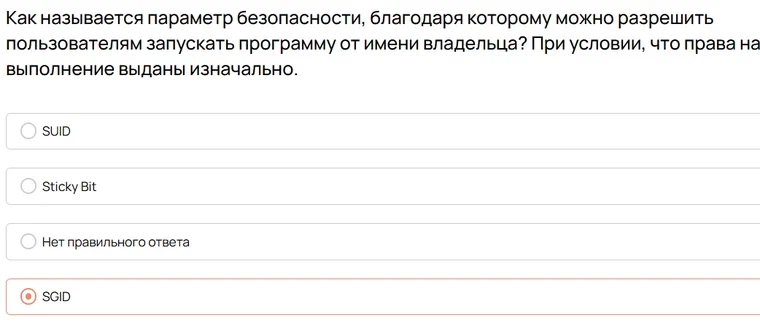 Как называется параметр безопасности, благодаря которому можно разрешить
пользователям запускать программу от имени владельца? При условии, что права на
выполнение выданы изначально.
SUID
Sticky Bit
Нет правильного ответа
SGID